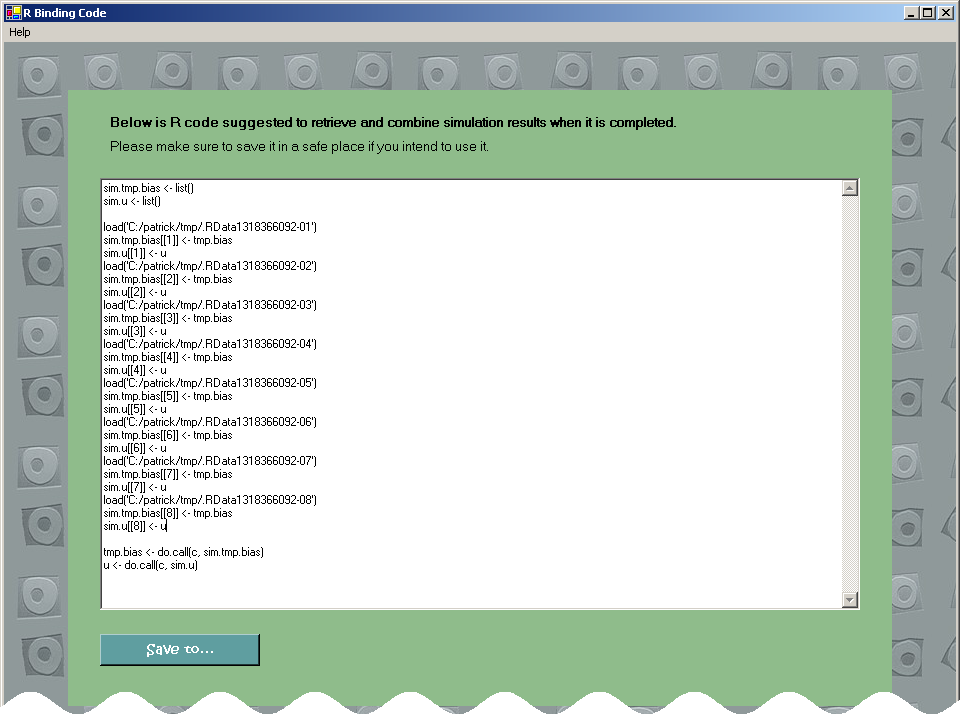 R Binding Code
Help
Below is R code suggested to retrieve and combine simulation results when it is completed.
Please make sure to save it in a safe place if you intend to use it.
sim.tmp.bias <- list()
sim.u <- list()
load('C:/patrick/tmp/.RData1318366092-01')
sim.tmp.bias[[1]] <- tmp.bias
sim.u[[1]] <- u
load('C:/patrick/tmp/.RData1318366092-02')
sim.tmp.bias[[2]] <- tmp.bias
sim.u[[2]] <- u
load('C:/patrick/tmp/.RData1318366092-03')
sim.tmp.bias[[3]] <- tmp.bias
sim.u[[3]] <- u
load('C:/patrick/tmp/.RData1318366092-04')
sim.tmp.bias[[4]] <- tmp.bias
sim.u[[4]] <- u
load('C:/patrick/tmp/.RData1318366092-05')
sim.tmp.bias[[5]] <- tmp.bias
sim.u[[5]] <- u
load('C:/patrick/tmp/.RData1318366092-06')
sim.tmp.bias[[6]] <- tmp.bias
sim.u[[6]] <- u
load('C:/patrick/tmp/.RData1318366092-07')
sim.tmp.bias[[7]] <- tmp.bias
sim.u[[7]] <- u
load('C:/patrick/tmp/.RData1318366092-08')
sim.tmp.bias[[8]] <- tmp.bias
sim.u[[8]] <- u
tmp.bias <- do.call(c, sim.tmp.bias)
u <- do.call(c, sim.u)
Save to...